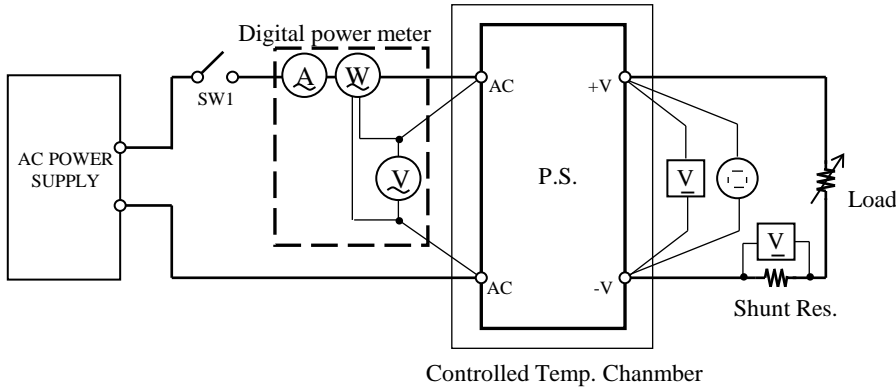 Digital power meter
A
W
SW1
AC
+V
AC POWER
SUPPLY
V
P.S.
V
Load
V
AC
-V
Shunt Res.
Controlled Temp. Chanmber